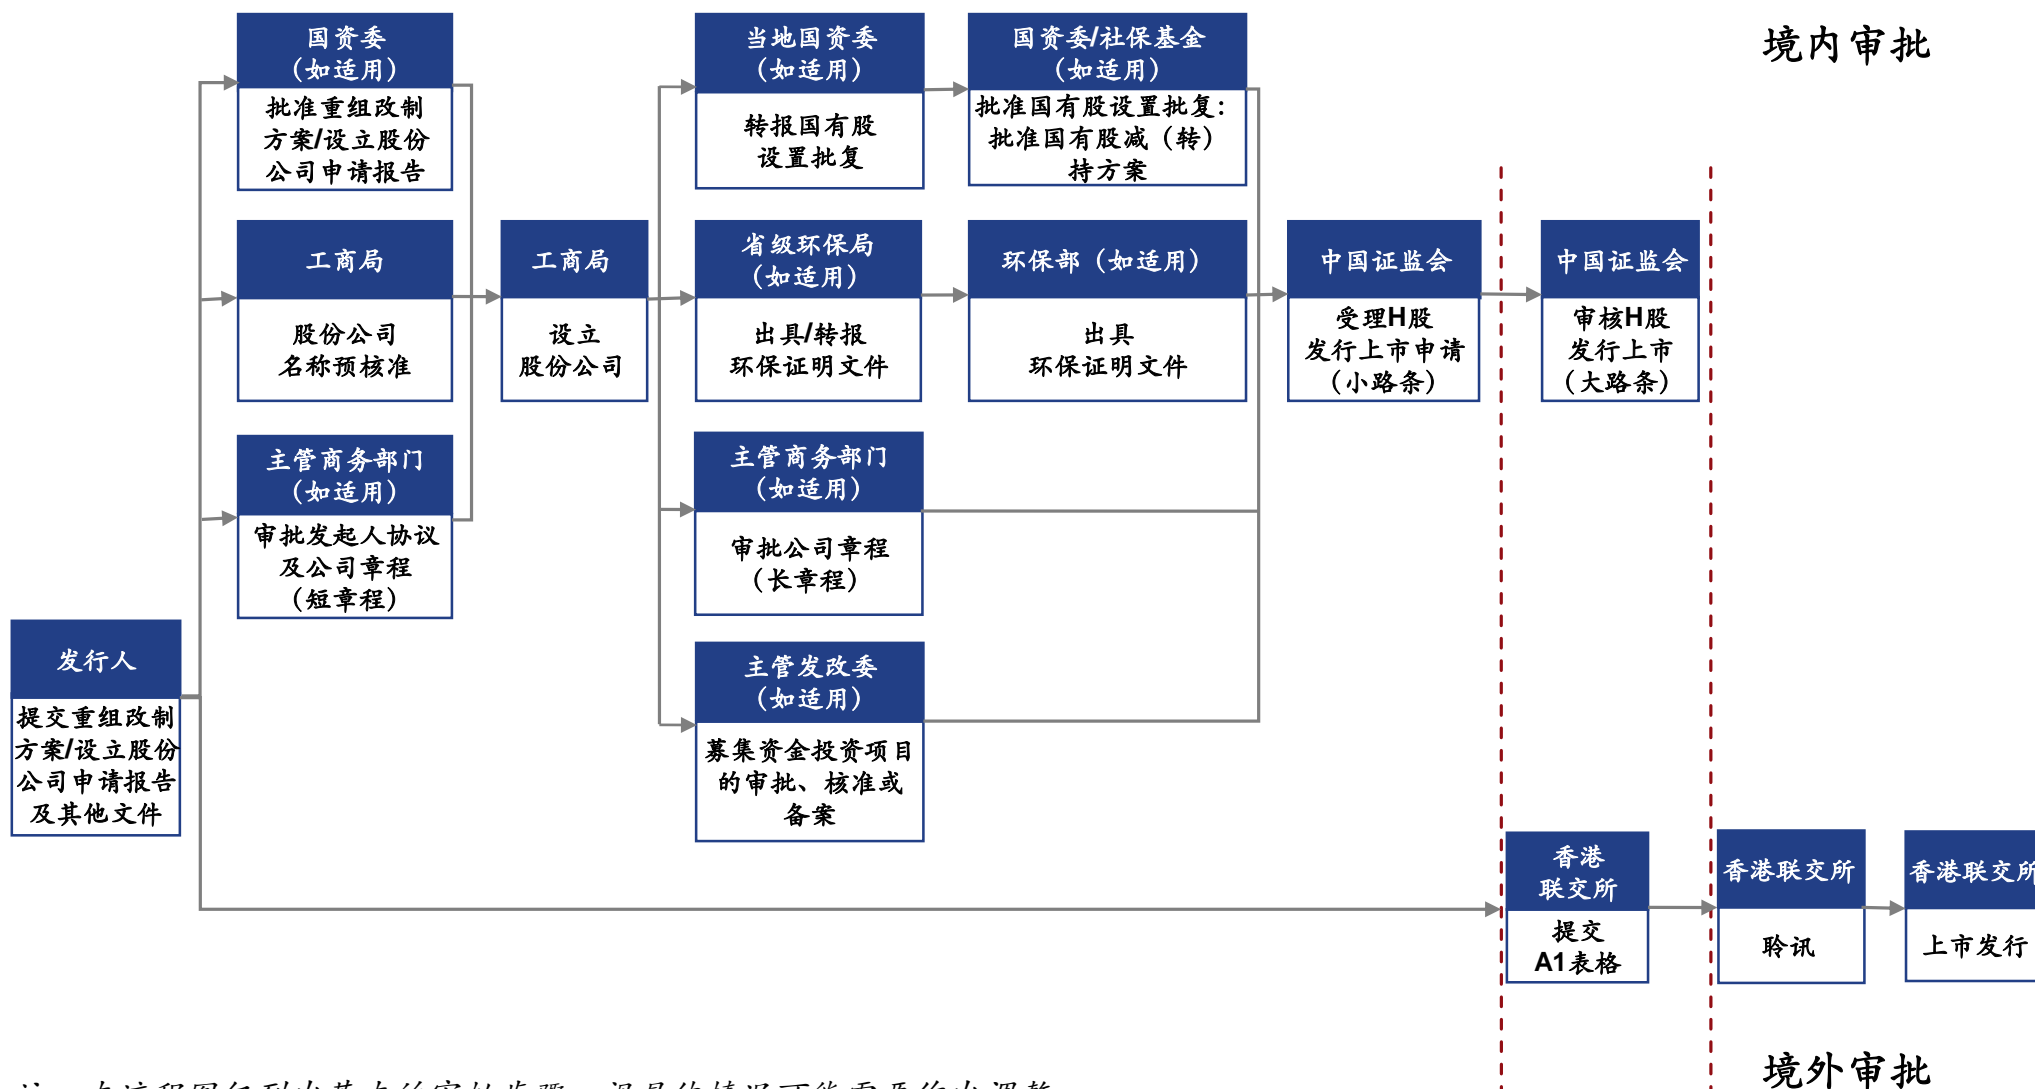 境内审批
国资委
（如适用）
批准重组改制
方案/设立股份
公司申请报告
当地国资委
（如适用）
转报国有股
设置批复
国资委/社保基金
（如适用）
批准国有股设置批复：
批准国有股减（转）
持方案
工商局
股份公司
名称预核准
工商局
设立
股份公司
省级环保局
（如适用）
出具/转报
环保证明文件
环保部（如适用）
出具
环保证明文件
中国证监会
受理H股
发行上市申请
（小路条）
中国证监会
审核H股
发行上市
（大路条）
主管商务部门
（如适用）
审批发起人协议
及公司章程
（短章程）
主管商务部门
（如适用）
审批公司章程
（长章程）
发行人
提交重组改制
方案/设立股份
公司申请报告
及其他文件
主管发改委
（如适用）
募集资金投资项目
的审批、核准或
备案
香港
联交所
提交
A1表格
香港联交所
聆讯
香港联交所
上市发行
境外审批